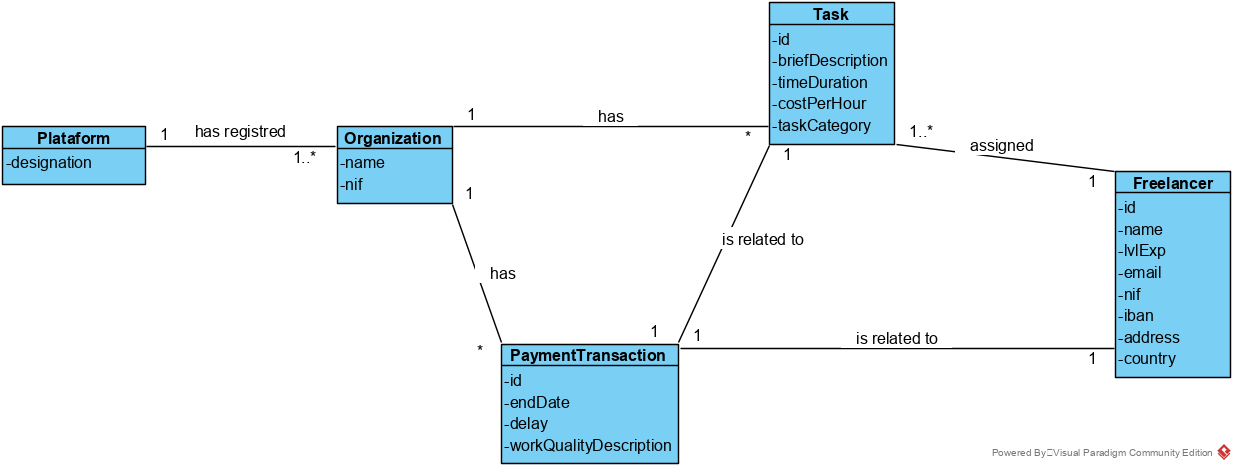 Task
-id
-briefDescription
-timeDuration
-costPerHour
-taskCategory
1
has
*
1
1..*
assigned
1
Plataform
-designation
1
has registred
1..*
Organization
-name
-nif
1
has
*
is related to
1
Freelancer
-id
-name
-lvlExp
-email
-nif
-iban
-address
-country
1
is related to
1
PaymentTransaction
-id
-endDate
-delay
-workQualityDescription
Powered By Visual Paradigm Community Edition